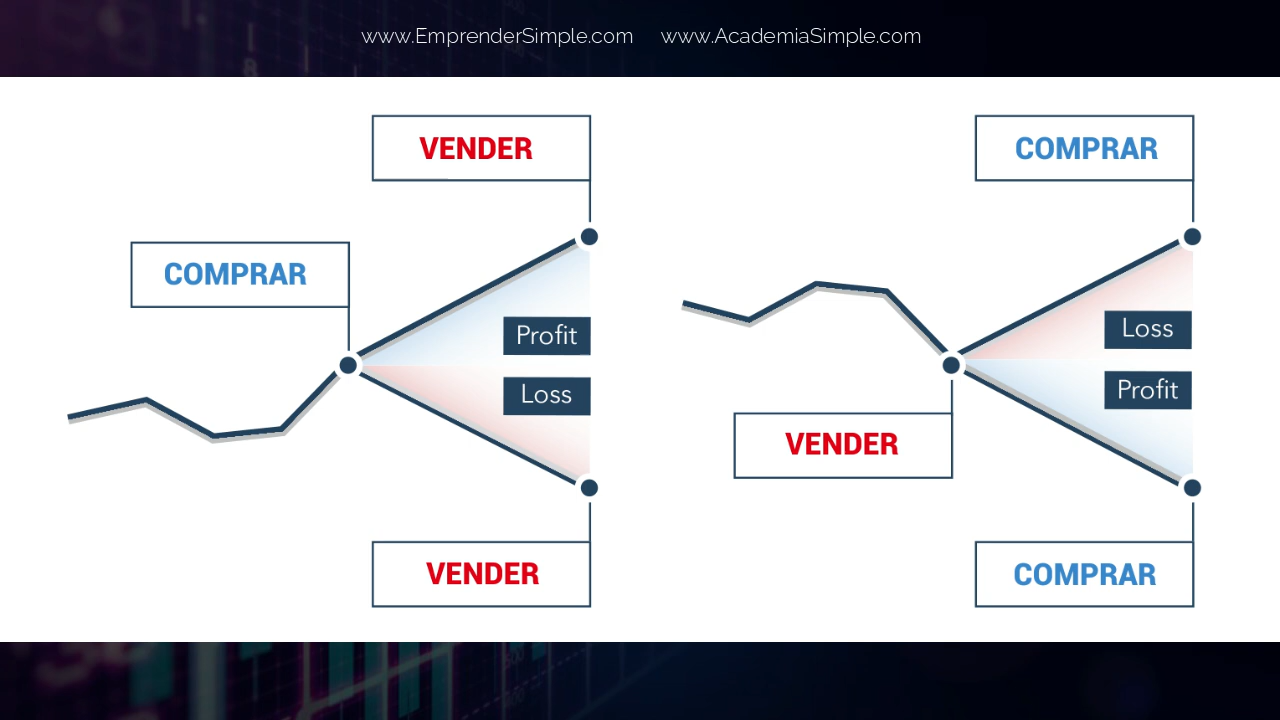 www.EmprenderSimple.com www.AcademiaSimple.com
VENDER
COMPRAR
Profit
Loss
VENDER
COMPRAR
Loss
Profit
VENDER
COMPRAR